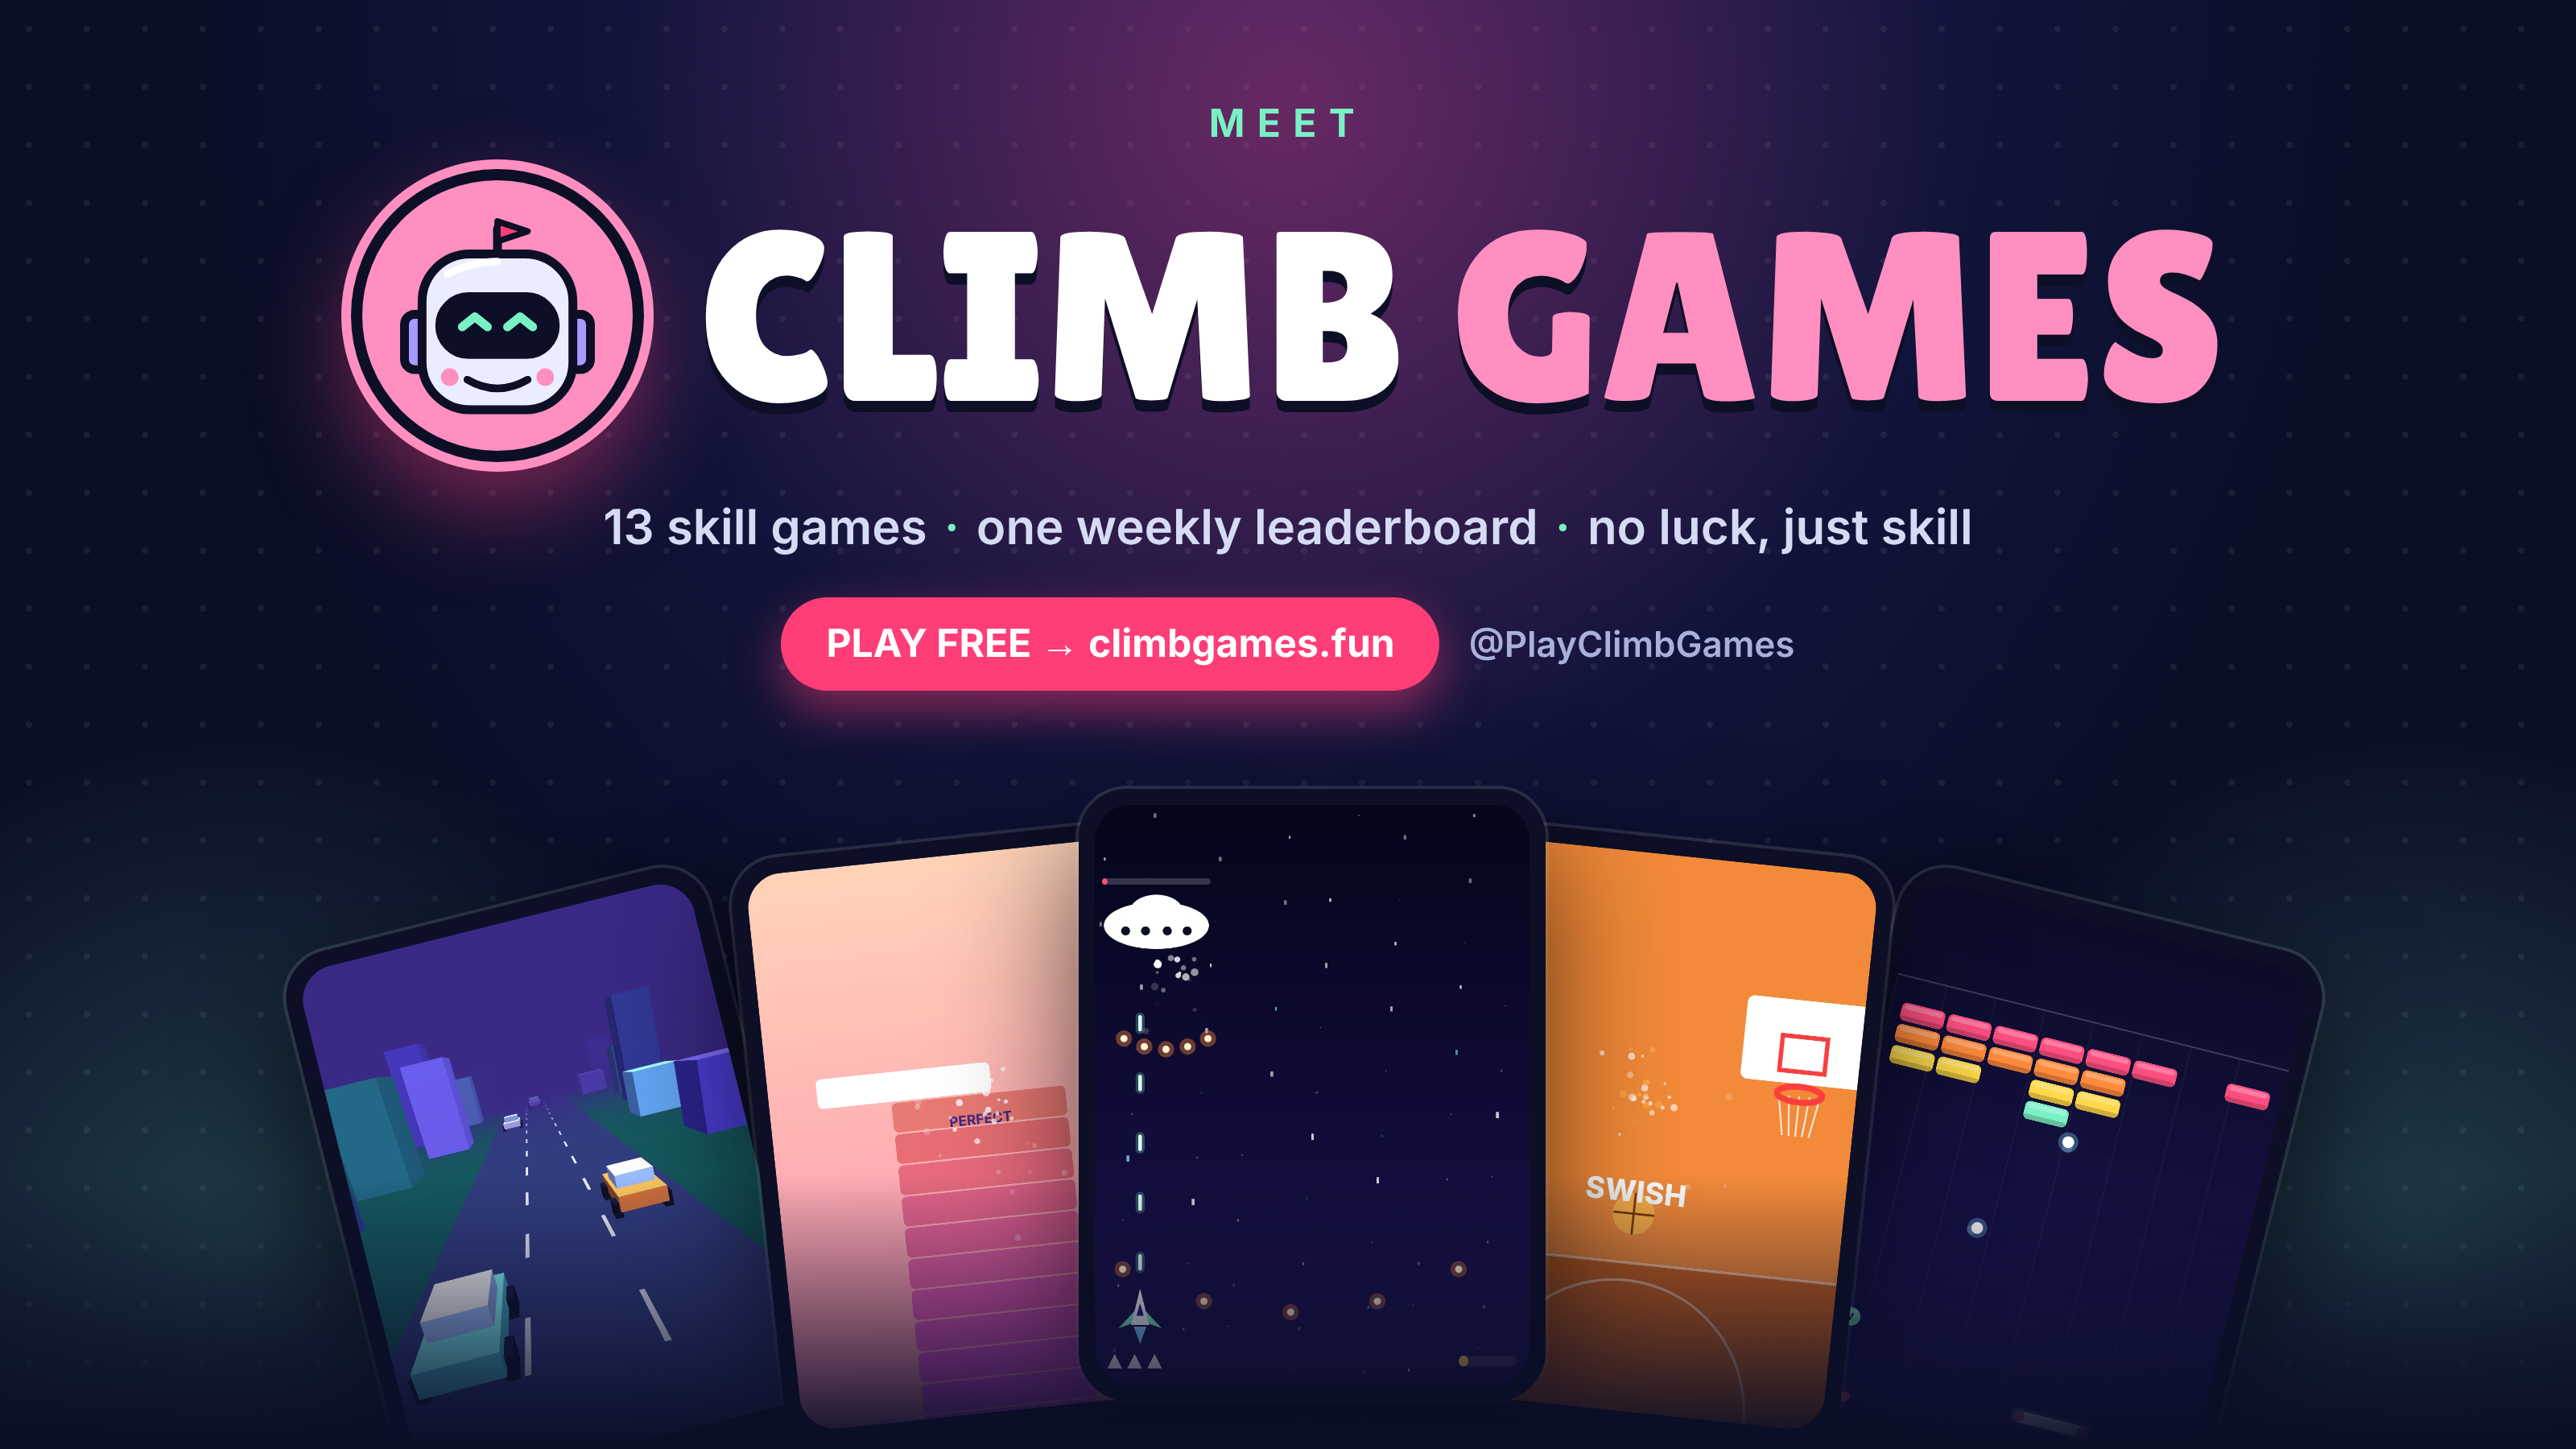 MEET
CLIMB GAMES
13 skill games · one weekly leaderboard · no luck, just skill
PLAY FREE → climbgames.fun
@PlayClimbGames
PERFECT
SWISH